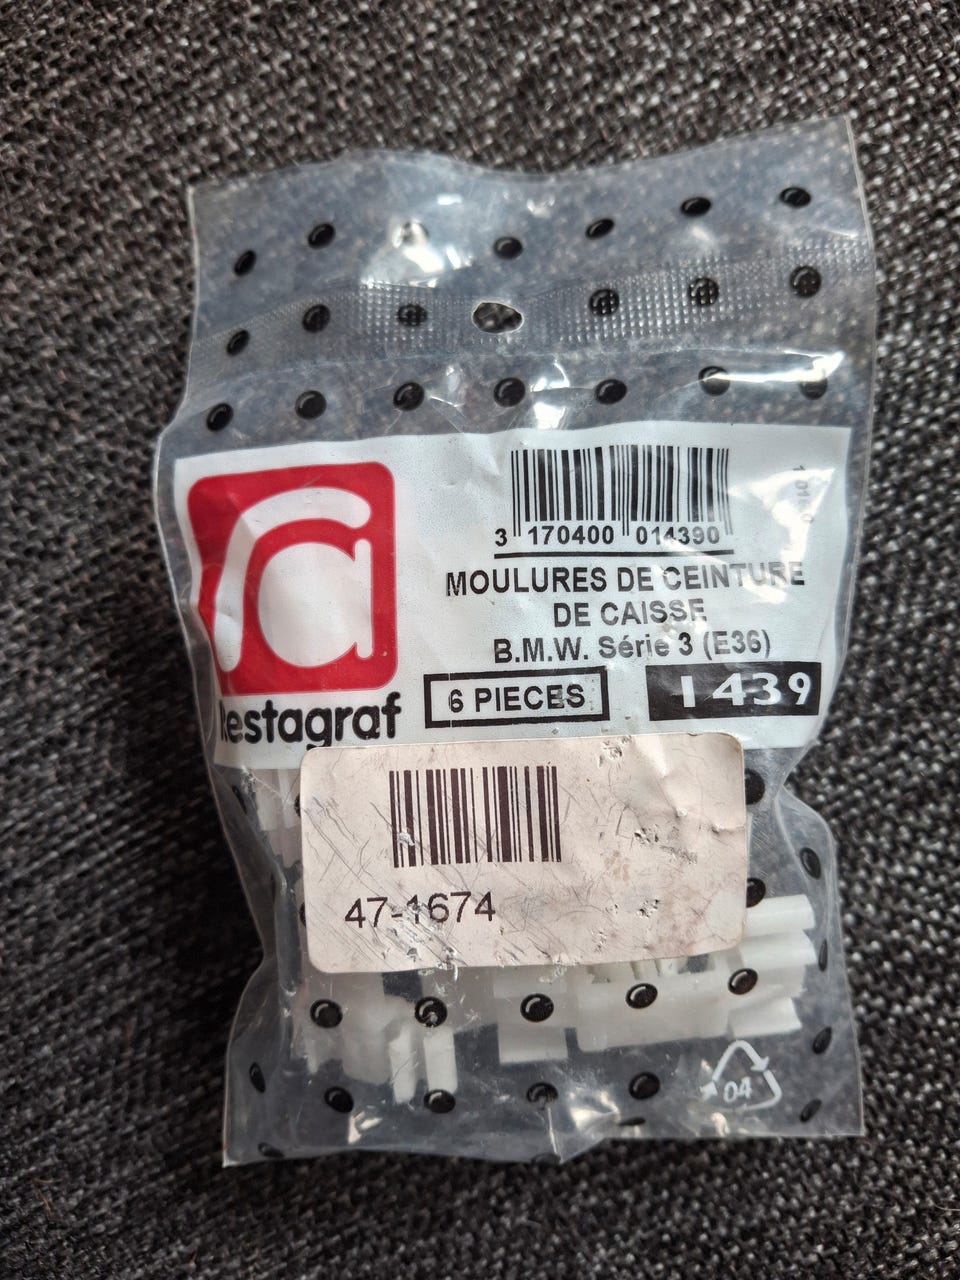 3 170400 014390
MOULURES DE CEINTURE
DE CAISSE
B.M.W. Série 3 (E36)
6 PIECES
1439
Restagraf
47-1674
04